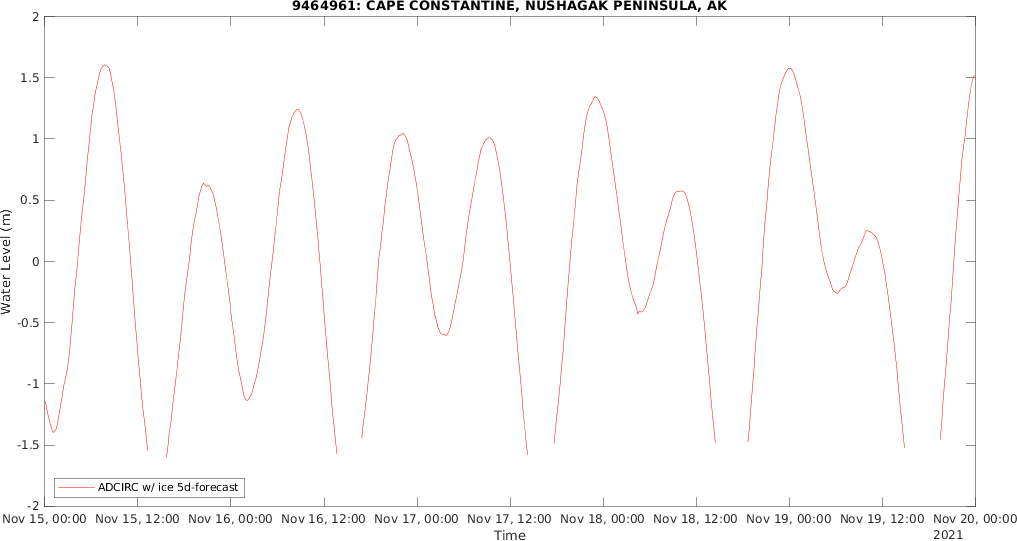 9464961: CAPE CONSTANTINE, NUSHAGAK PENINSULA, AK
2
1.5
1
0.5
0
-0.5
-1
-1.5
-2
Water Level (m)
ADCIRC w/ ice 5d-forecast
Nov 15, 00:00 Nov 15, 12:00 Nov 16, 00:00 Nov 16, 12:00 Nov 17, 00:00 Nov 17, 12:00 Nov 18, 00:00 Nov 18, 12:00 Nov 19, 00:00 Nov 19, 12:00 Nov 20, 00:00
Time
2021